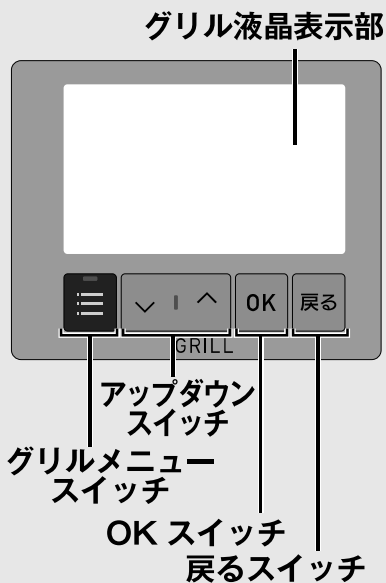 グリル液晶表示部
OK
戻る
GRILL
アップダウン
スイッチ
グリルメニュー
スイッチ
OK スイッチ
戻るスイッチ